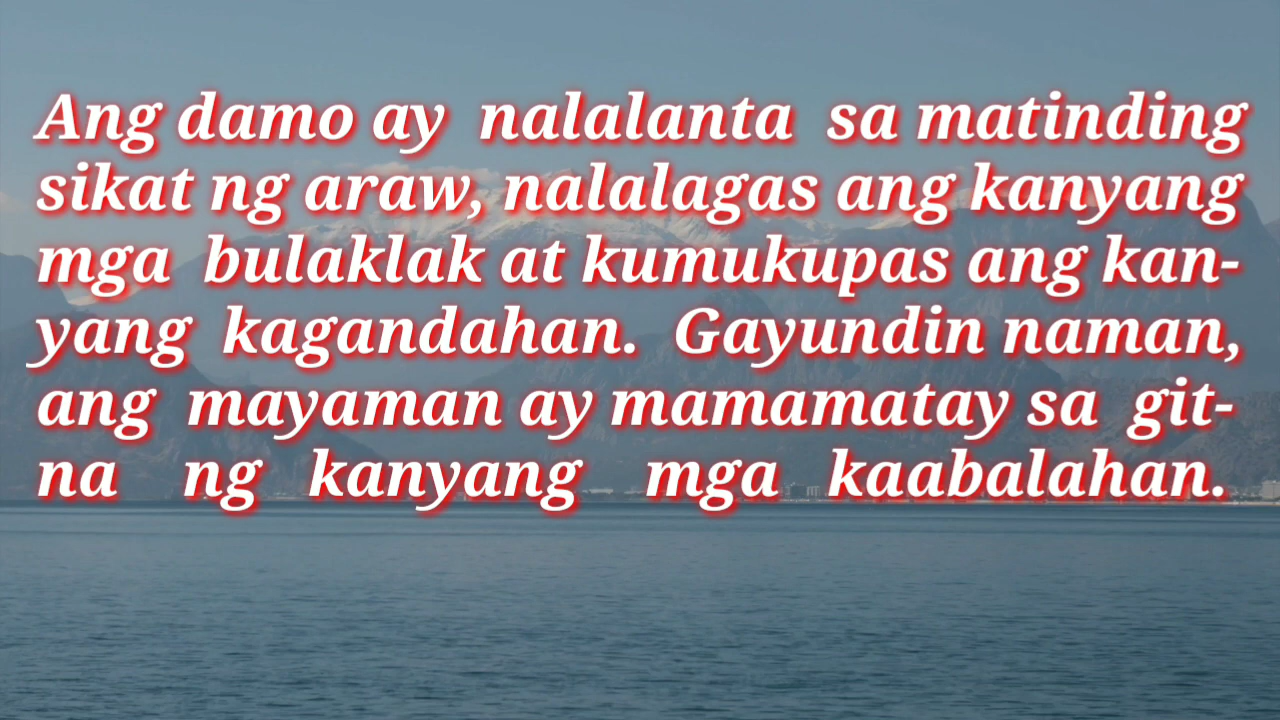 Ang damo ay nalalanta sa matinding
sikat ng araw, nalalagas ang kanyang
mga bulaklak at kumukupas ang kan-
yang kagandahan. Gayundin naman,
ang mayaman ay mamamatay sa git-
na ng kanyang mga kaabalahan.